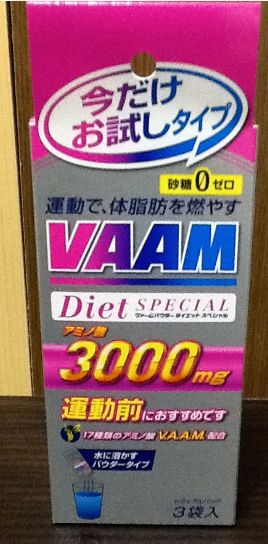 今だけ
お試しタイプ
砂糖0ゼロ
運動で、体脂肪を燃やす
VAAM
Diet SPECIAL
ヴァームパウダー ダイエット スペシャル
アミノ酸
3000mg
運動前におすすめです
17種類のアミノ酸 V.A.A.M. 配合
水に溶かす
パウダータイプ
3袋入